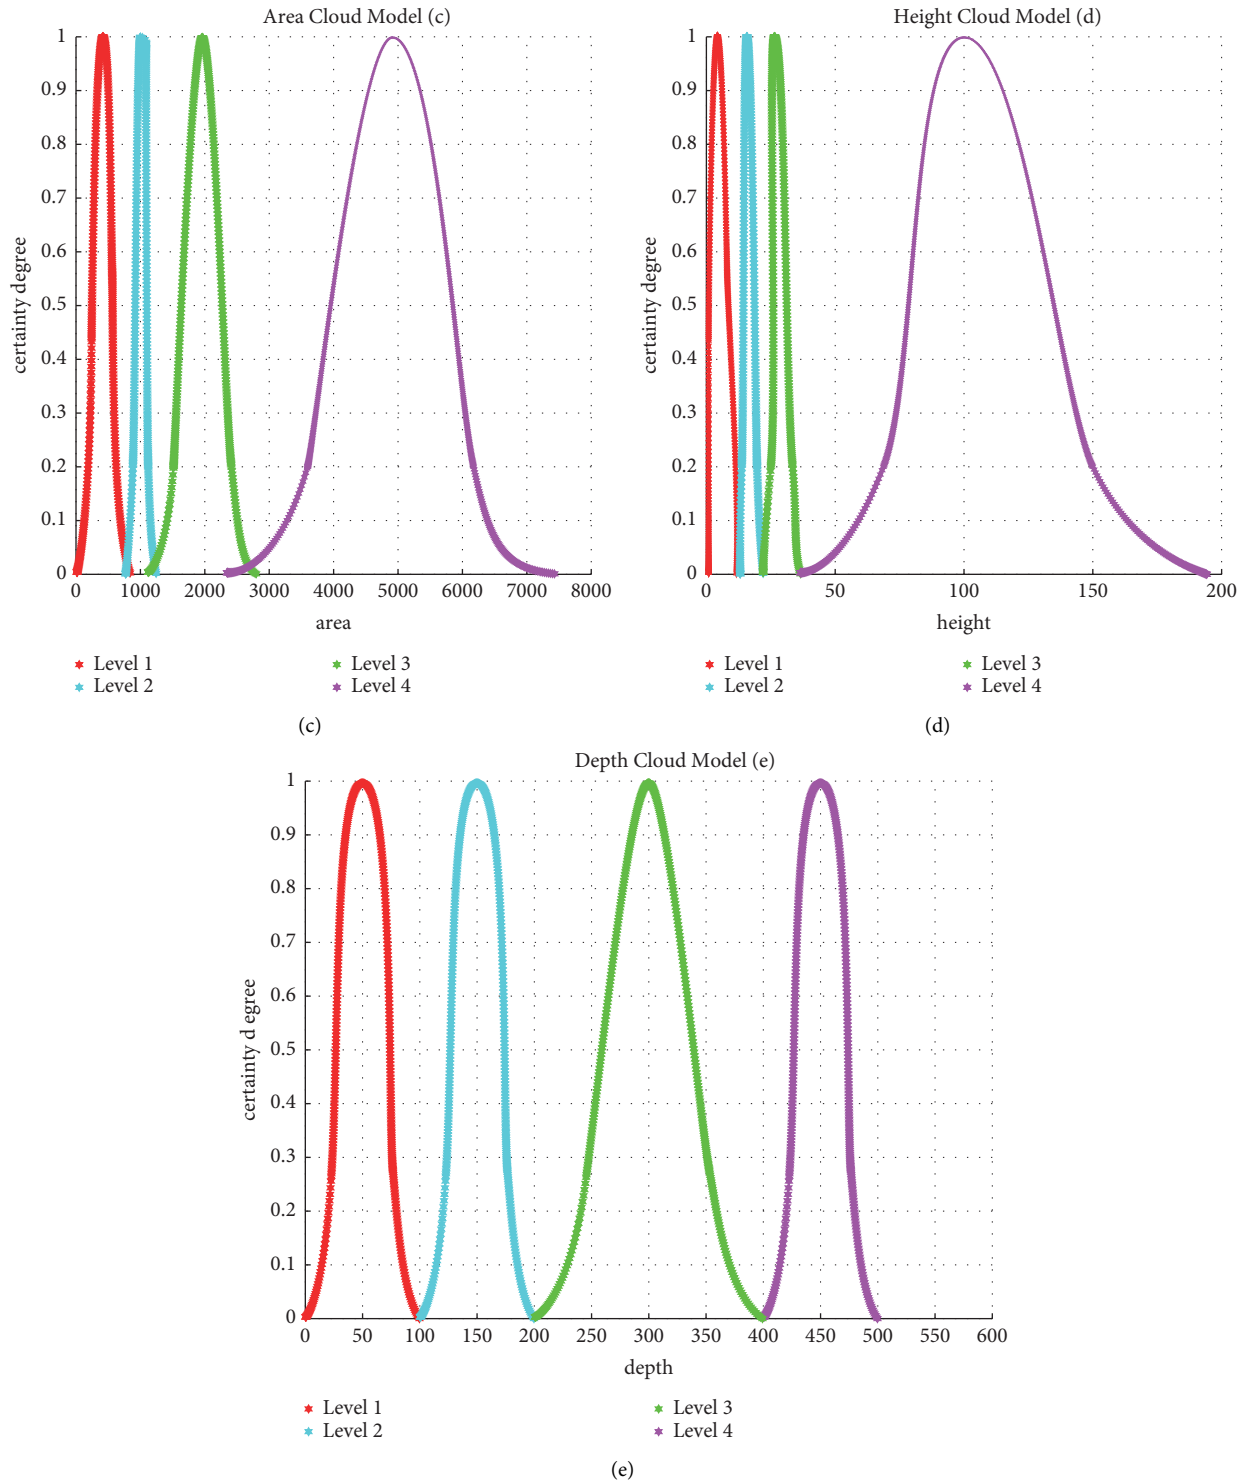 Area Cloud Model (c)
1
0.9
0.8
0.7
0.6
0.5
0.4
0.3
0.2
0.1
0
certainty degree
0 1000 2000 3000 4000 5000 6000 7000 8000
area
Level 1 Level 3
Level 2 Level 4
(c)
Height Cloud Model (d)
1
0.9
0.8
0.7
0.6
0.5
0.4
0.3
0.2
0.1
0
certainty degree
0 50 100 150 200
height
Level 1 Level 3
Level 2 Level 4
(d)
Depth Cloud Model (e)
1
0.9
0.8
0.7
0.6
0.5
0.4
0.3
0.2
0.1
0
certainty d egree
0 50 100 150 200 250 300 350 400 450 500 550 600
depth
Level 1 Level 3
Level 2 Level 4
(e)